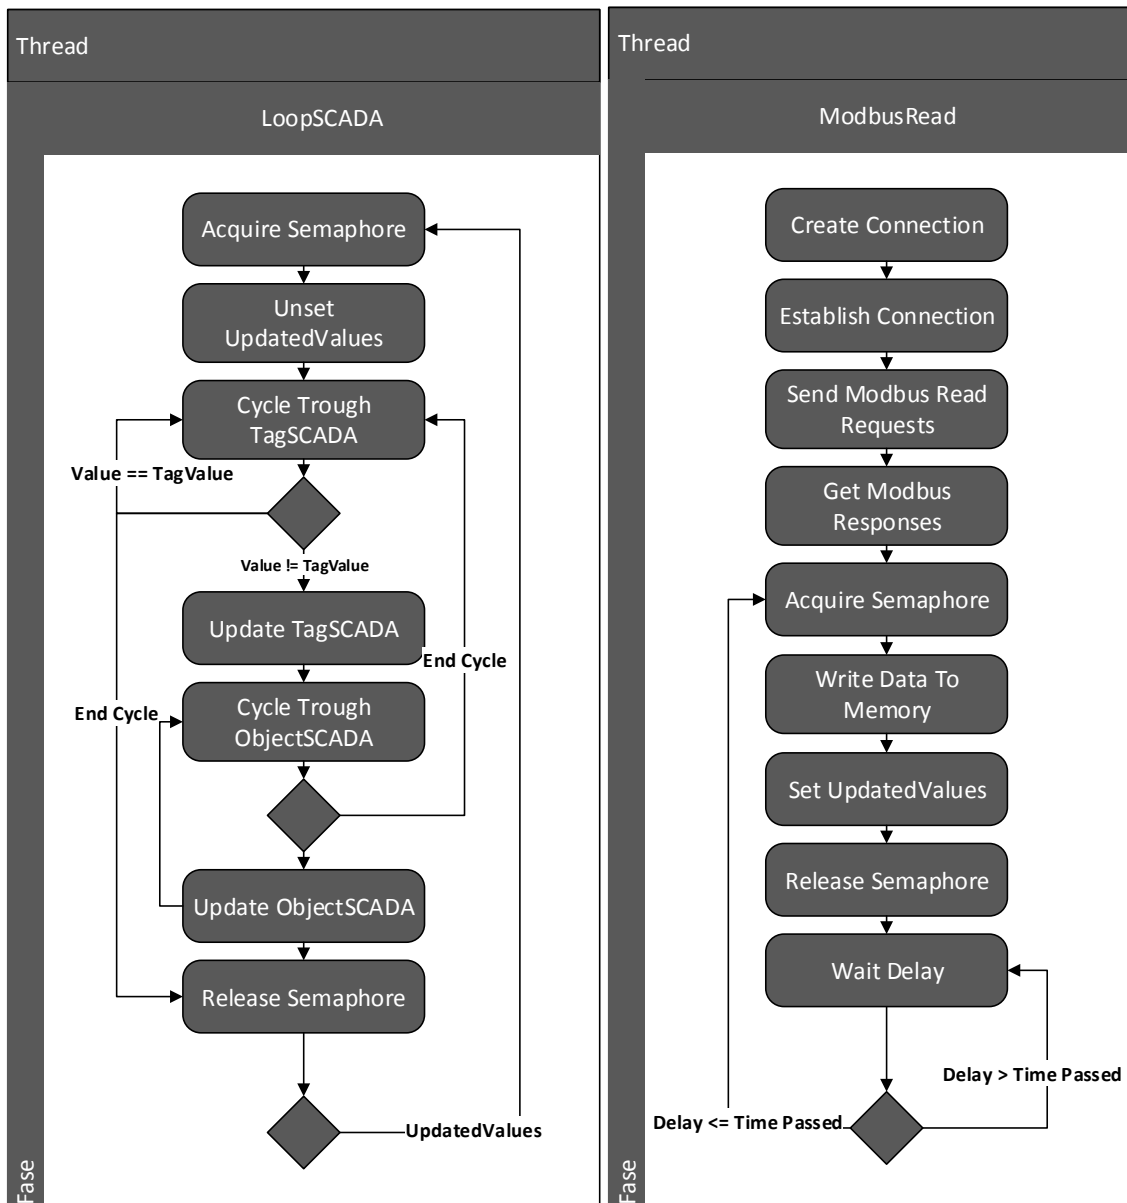 Thread
LoopSCADA
Acquire Semaphore
Unset
UpdatedValues
Cycle Trough
TagSCADA
Value == TagValue
Value != TagValue
Update TagSCADA
End Cycle
Cycle Trough
ObjectSCADA
End Cycle
Update ObjectSCADA
Release Semaphore
UpdatedValues
Fase
Thread
ModbusRead
Create Connection
Establish Connection
Send Modbus Read
Requests
Get Modbus
Responses
Acquire Semaphore
Write Data To
Memory
Set UpdatedValues
Release Semaphore
Wait Delay
Delay > Time Passed
Delay <= Time Passed
Fase